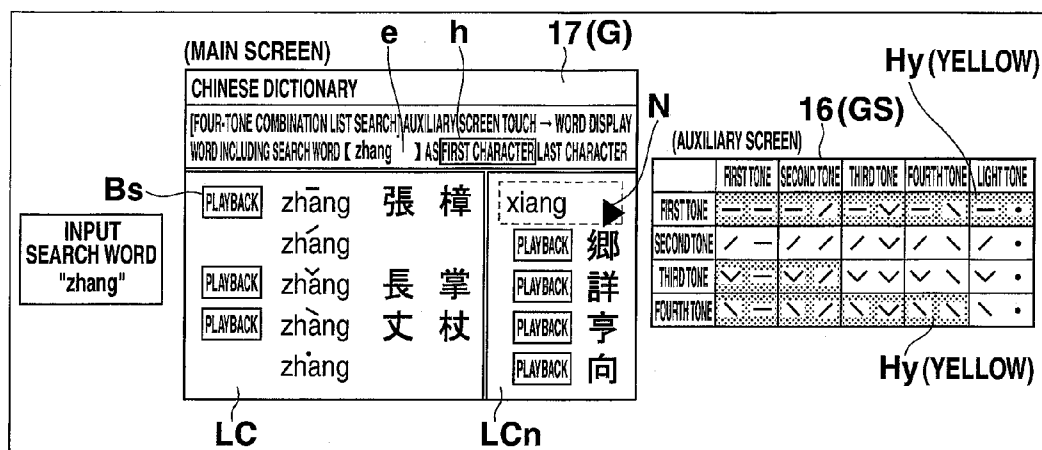 (MAIN SCREEN)
e
h
17(G)
CHINESE DICTIONARY
[FOUR-TONE COMBINATION LIST SEARCH] AUXILIARY SCREEN TOUCH → WORD DISPLAY
WORD INCLUDING SEARCH WORD 【 zhang 】 AS FIRST CHARACTER LAST CHARACTER
Bs
INPUT
SEARCH WORD
"zhang"
PLAYBACK zhāng 張 樟
zháng
PLAYBACK zhǎng 長 掌
PLAYBACK zhàng 丈 杖
zhȧng
LC
N
xiang ▶
PLAYBACK 郷
PLAYBACK 詳
PLAYBACK 亨
PLAYBACK 向
LCn
Hy (YELLOW)
16(GS)
(AUXILIARY SCREEN)
FIRST TONE SECOND TONE THIRD TONE FOURTH TONE LIGHT TONE
FIRST TONE — — — ⁄ — ∨ — \ — •
SECOND TONE ⁄ — ⁄ ⁄ ⁄ ∨ ⁄ \ ⁄ •
THIRD TONE ∨ — ∨ ⁄ ∨ ∨ ∨ \ ∨ •
FOURTH TONE \ — \ ⁄ \ ∨ \ \ \ •
Hy (YELLOW)